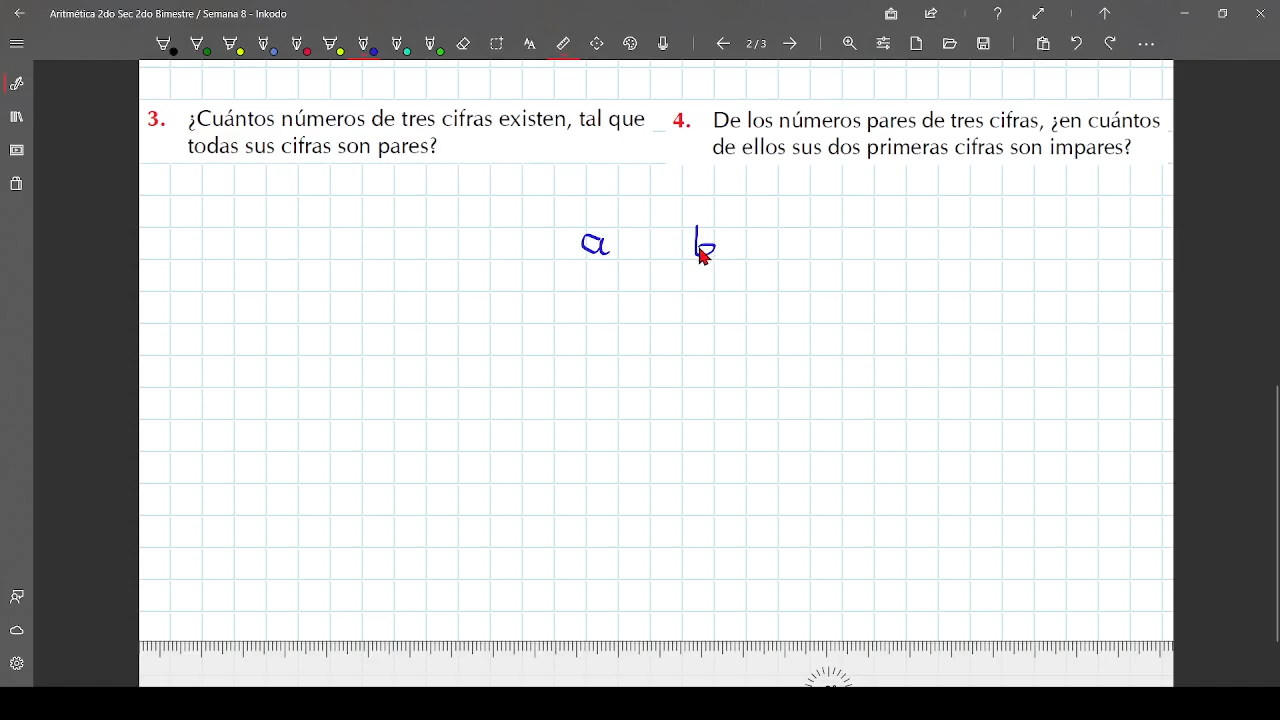 Aritmética 2do Sec 2do Bimestre / Semana 8 - Inkodo
2/3
3. ¿Cuántos números de tres cifras existen, tal que
todas sus cifras son pares?
4. De los números pares de tres cifras, ¿en cuántos
de ellos sus dos primeras cifras son impares?
a b